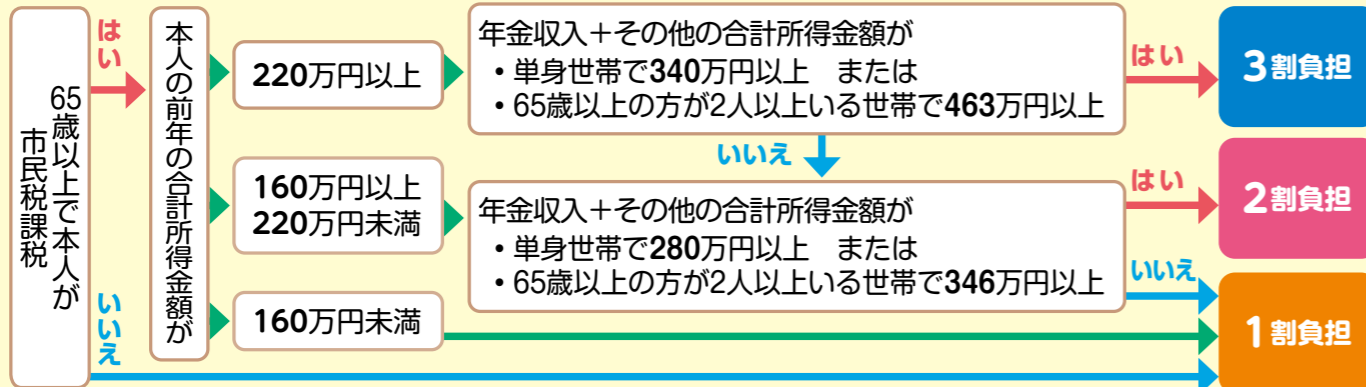 65歳以上で本人が
市民税課税
はい
いいえ
本人の前年の合計所得金額が
220万円以上
160万円以上
220万円未満
160万円未満
年金収入＋その他の合計所得金額が
・単身世帯で340万円以上　または
・65歳以上の方が2人以上いる世帯で463万円以上
はい
3割負担
いいえ
年金収入＋その他の合計所得金額が
・単身世帯で280万円以上　または
・65歳以上の方が2人以上いる世帯で346万円以上
はい
2割負担
いいえ
1割負担